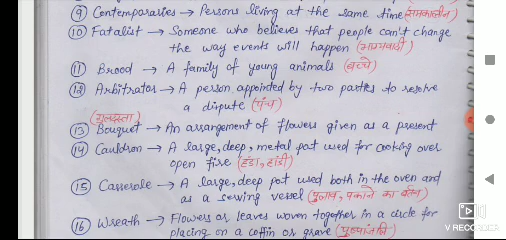 ⑨ Contemporaries → Persons living at the same time (समकालीन)
⑩ Fatalist → Someone who believes that people can't change
the way events will happen (भाग्यवादी)
⑪ Brood → A family of young animals (बच्चे)
⑫ Arbitrator → A person appointed by two parties to resolve
a dispute (पंच)
(गुलदस्ता)
⑬ Bouquet → An arrangement of flowers given as a present
⑭ Cauldron → A large, deep, metal pot used for cooking over
open fire (हंडा, हांडी)
⑮ Casserole → A large, deep pot used both in the oven and
as a serving vessel (पुलाव, पकाने का बर्तन)
⑯ Wreath → Flowers or leaves woven together in a circle for
placing on a coffin or grave (पुष्पांजलि)
V RECORDER